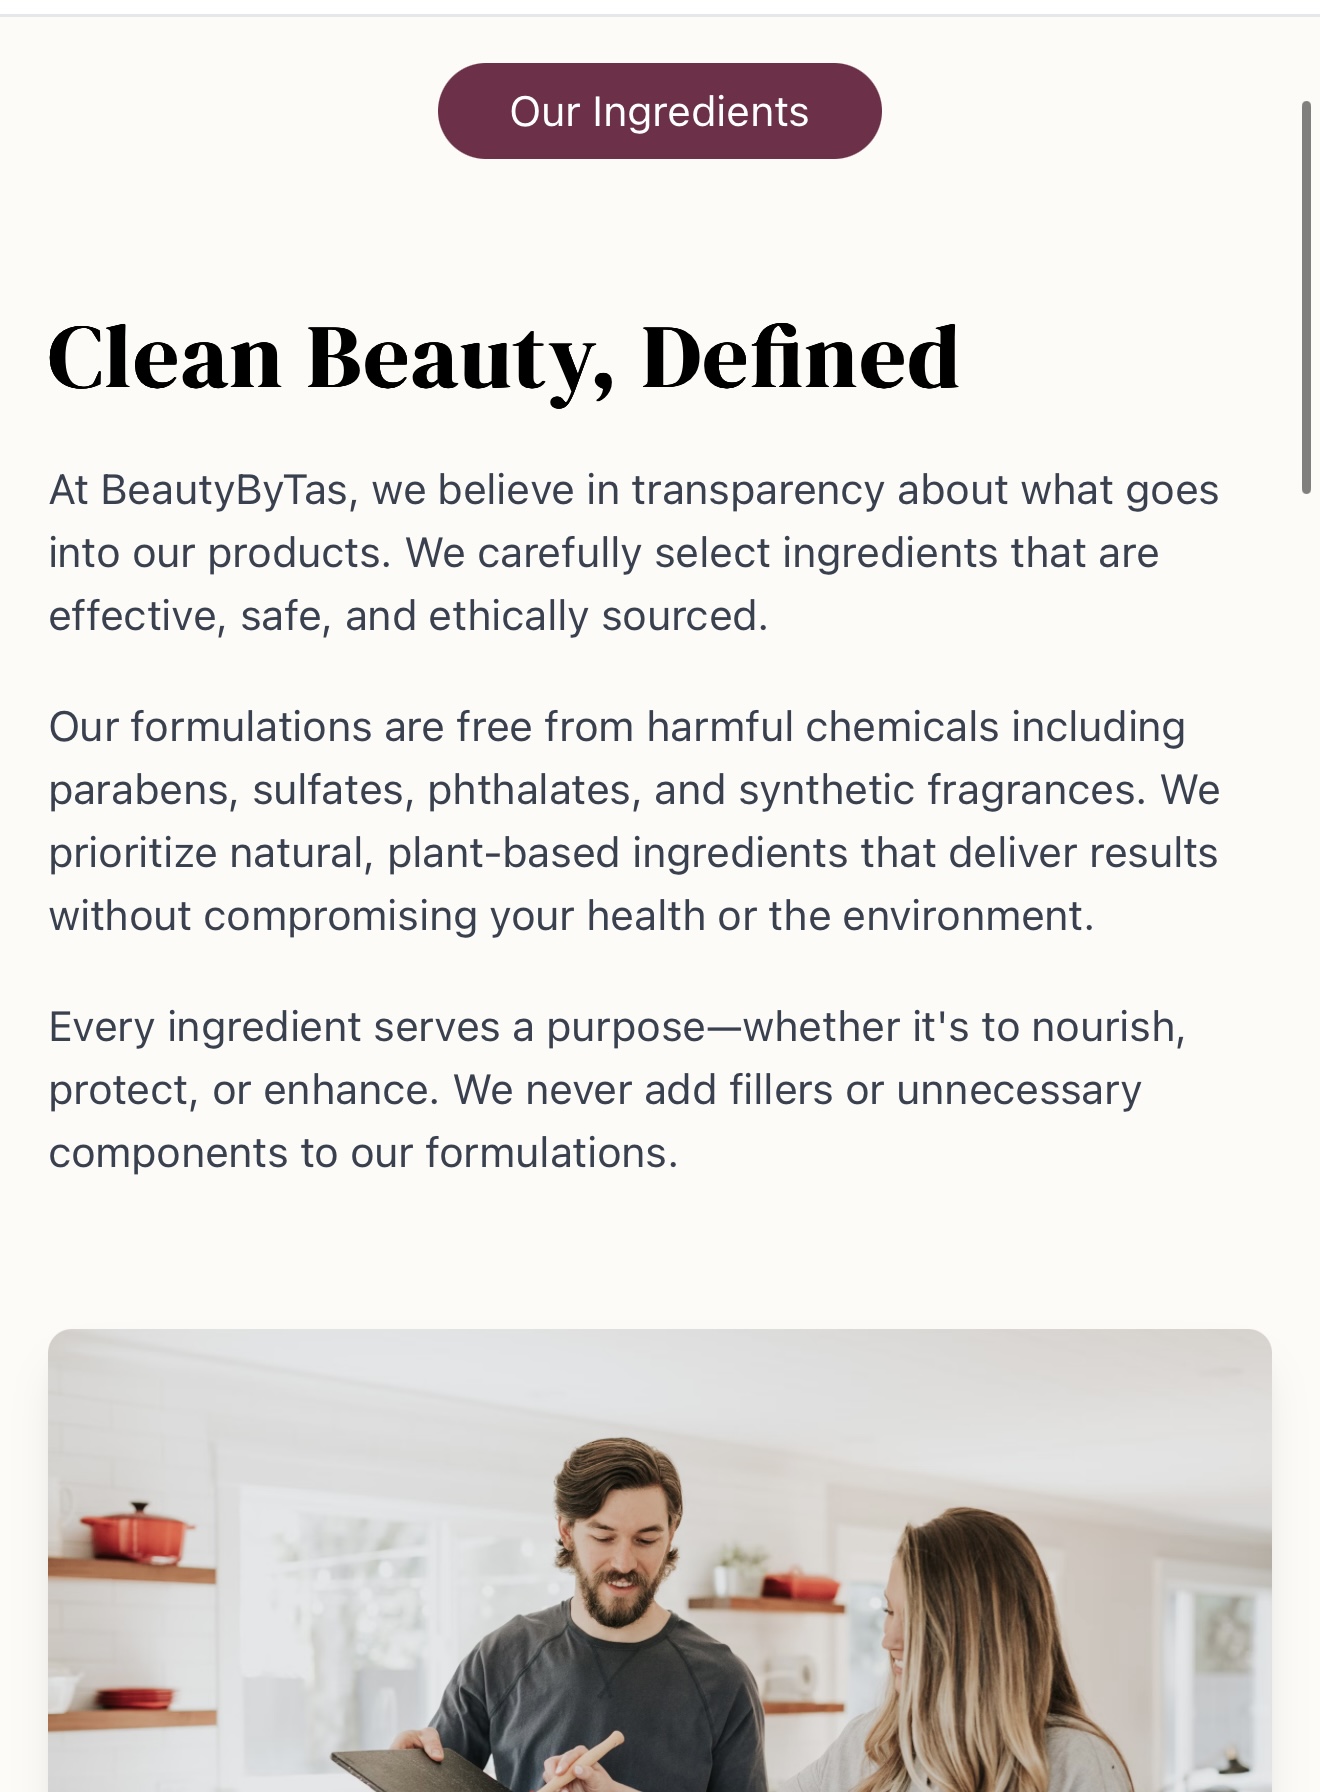 Our Ingredients
Clean Beauty, Defined
At BeautyByTas, we believe in transparency about what goes
into our products. We carefully select ingredients that are
effective, safe, and ethically sourced.
Our formulations are free from harmful chemicals including
parabens, sulfates, phthalates, and synthetic fragrances. We
prioritize natural, plant-based ingredients that deliver results
without compromising your health or the environment.
Every ingredient serves a purpose—whether it's to nourish,
protect, or enhance. We never add fillers or unnecessary
components to our formulations.